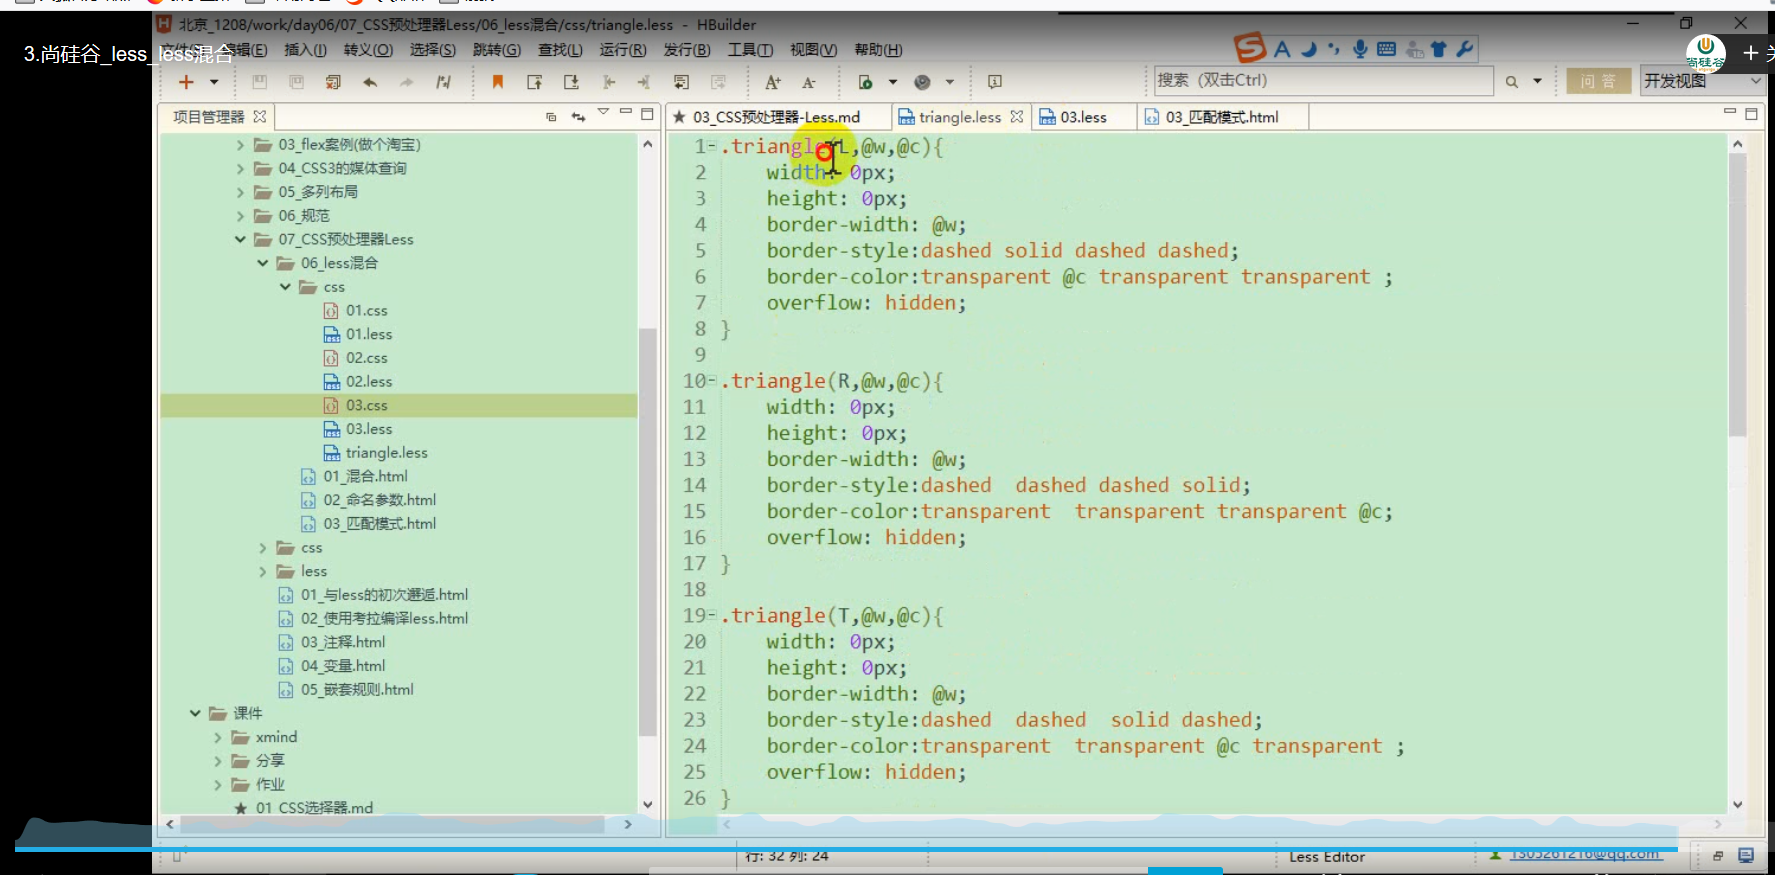 北京_1208/work/day06/07_CSS预处理器Less/06_less混合/css/triangle.less - HBuilder
3.尚硅谷_less_less混合
编辑(E) 插入(I) 转义(O) 选择(S) 跳转(G) 查找(L) 运行(R) 发行(B) 工具(T) 视图(V) 帮助(H)
尚硅谷
搜索 (双击Ctrl)
问 答
开发视图
项目管理器
03_CSS预处理器-Less.md
triangle.less
03.less
03_匹配模式.html
03_flex案例(做个淘宝)
04_CSS3的媒体查询
05_多列布局
06_规范
07_CSS预处理器Less
06_less混合
css
01.css
01.less
02.css
02.less
03.css
03.less
triangle.less
01_混合.html
02_命名参数.html
03_匹配模式.html
css
less
01_与less的初次邂逅.html
02_使用考拉编译less.html
03_注释.html
04_变量.html
05_嵌套规则.html
课件
xmind
分享
作业
01_CSS选择器.md
1 .triangle(L,@w,@c){
2 width: 0px;
3 height: 0px;
4 border-width: @w;
5 border-style:dashed solid dashed dashed;
6 border-color:transparent @c transparent transparent ;
7 overflow: hidden;
8 }
9
10 .triangle(R,@w,@c){
11 width: 0px;
12 height: 0px;
13 border-width: @w;
14 border-style:dashed  dashed dashed solid;
15 border-color:transparent  transparent transparent @c;
16 overflow: hidden;
17 }
18
19 .triangle(T,@w,@c){
20 width: 0px;
21 height: 0px;
22 border-width: @w;
23 border-style:dashed  dashed  solid dashed;
24 border-color:transparent  transparent @c transparent ;
25 overflow: hidden;
26 }
行: 32 列: 24
Less Editor
1305261216@qq.com